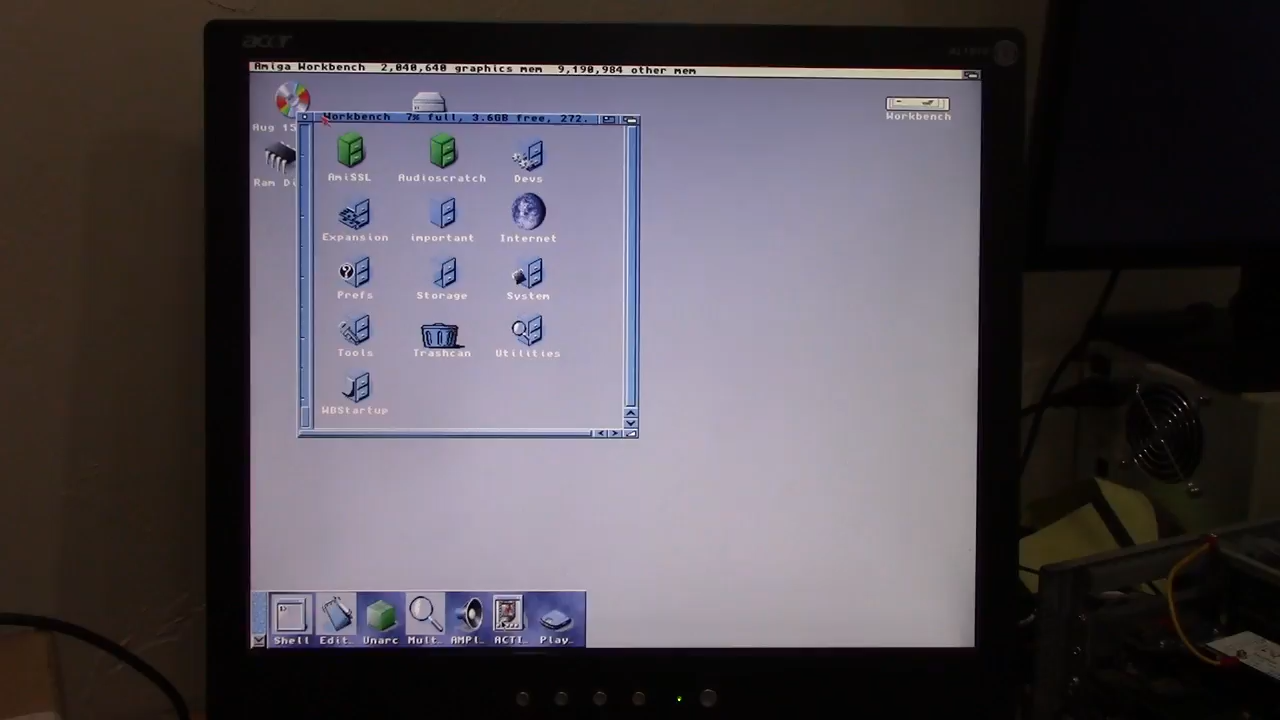 acer
Amiga Workbench 2,040,640 graphics mem 9,190,984 other mem
Workbench
Aug 15
Ram Di
Workbench 7% full, 3.6GB free, 272.
AmiSSL Audioscratch Devs
Expansion important Internet
Prefs Storage System
Tools Trashcan Utilities
WBStartup
Shell Edit.. Unarc Mult.. AMPl.. ACTI.. Play..